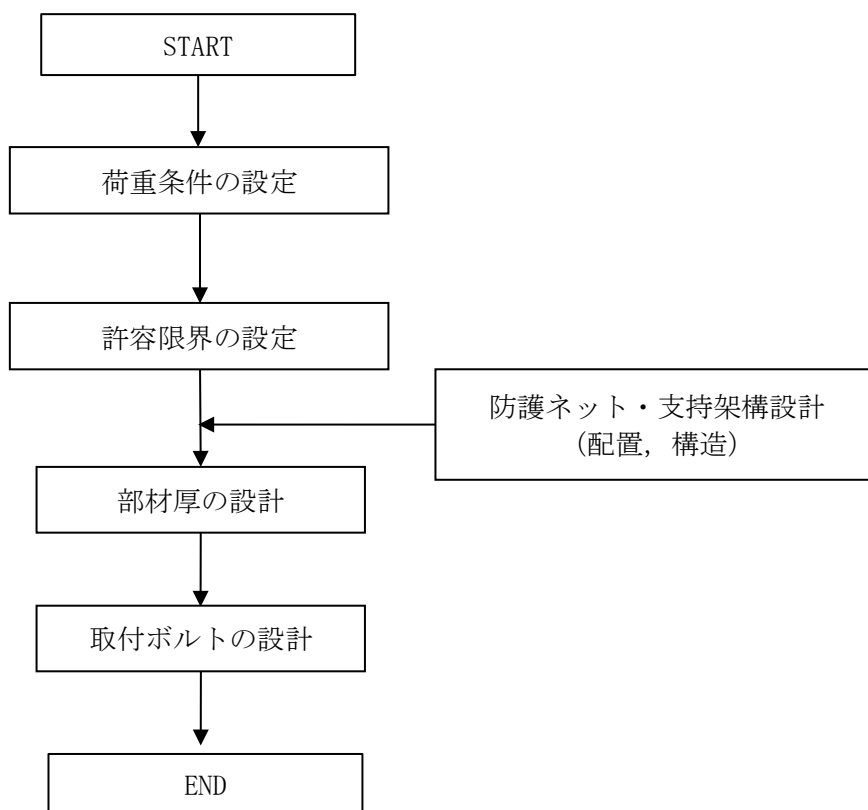 START
荷重条件の設定
許容限界の設定
防護ネット・支持架構設計
（配置，構造）
部材厚の設計
取付ボルトの設計
END